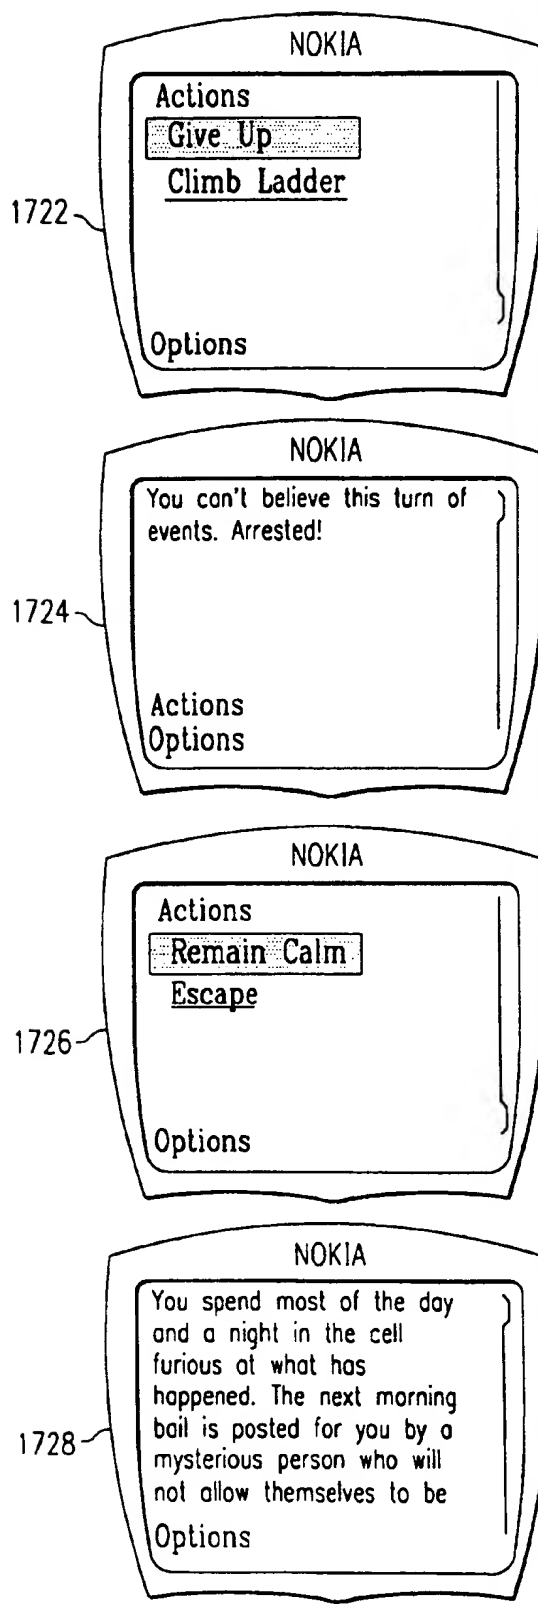 NOKIA
Actions
Give Up
Climb Ladder
1722
Options
NOKIA
You can't believe this turn of
events. Arrested!
1724
Actions
Options
NOKIA
Actions
Remain Calm
Escape
1726
Options
NOKIA
You spend most of the day
and a night in the cell
furious at what has
happened. The next morning
bail is posted for you by a
1728
mysterious person who will
not allow themselves to be
Options